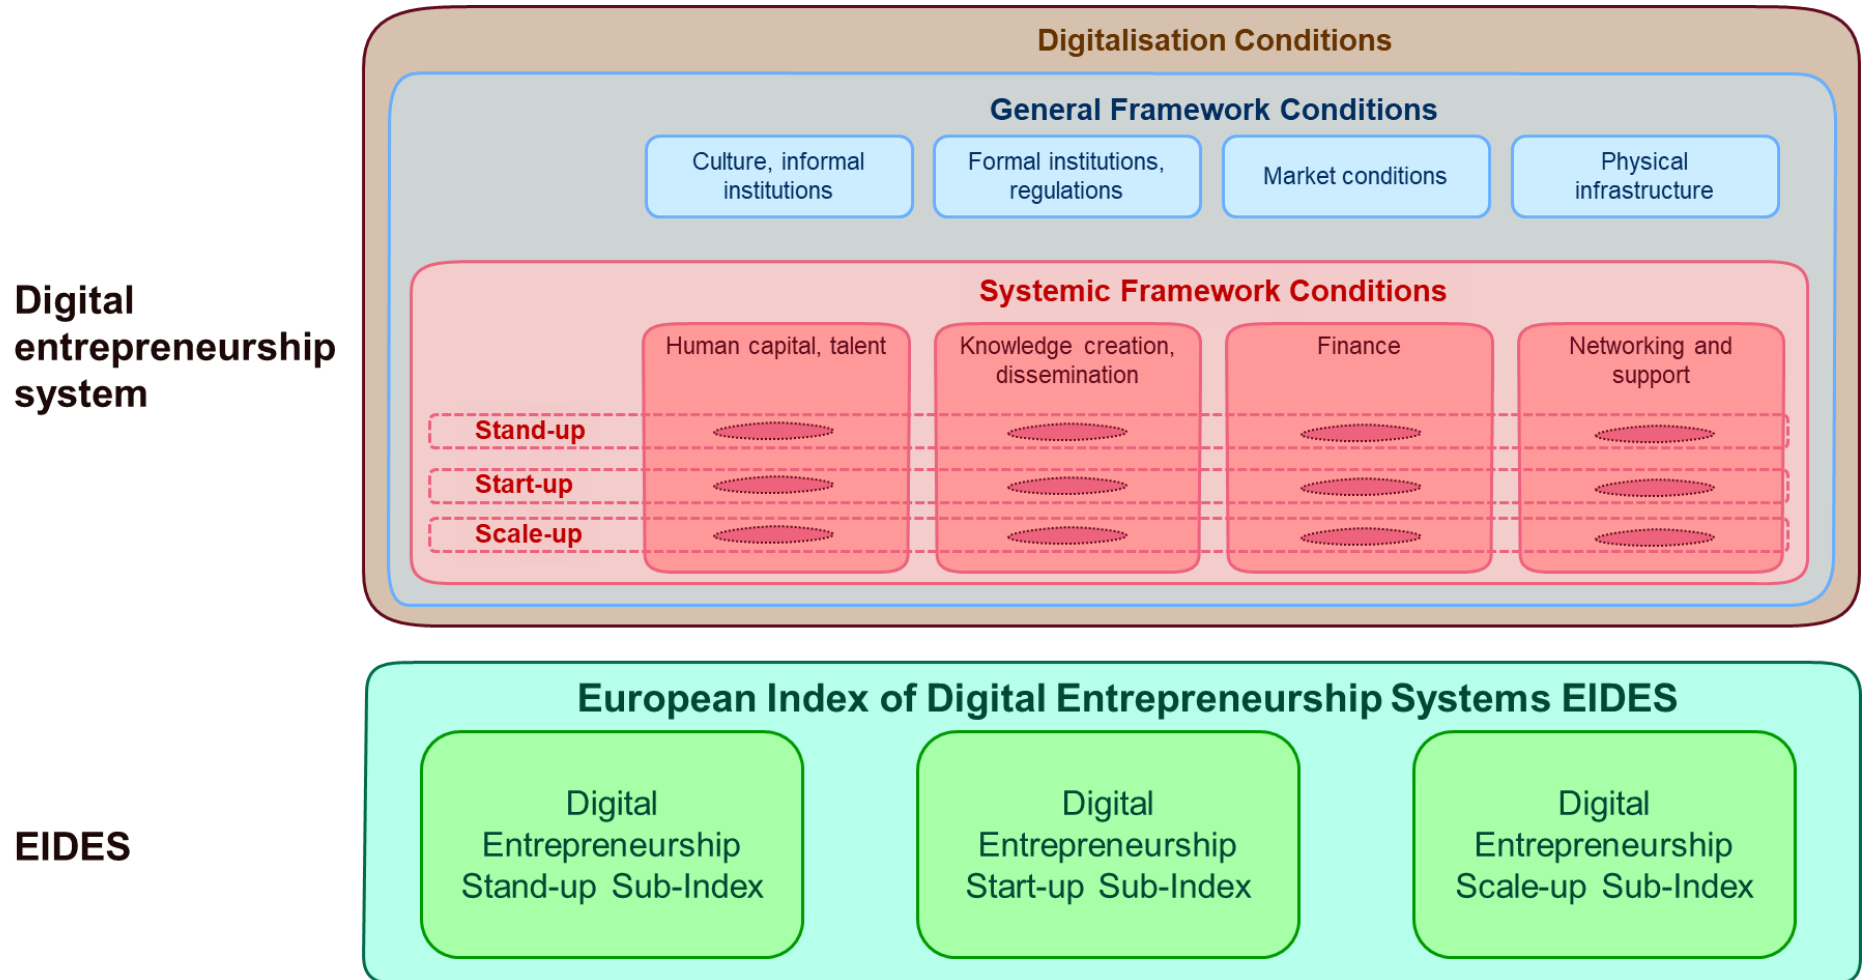 Digitalisation Conditions
General Framework Conditions
Culture, informal
institutions
Formal institutions,
regulations
Market conditions
Physical
infrastructure
Digital
entrepreneurship
system
Systemic Framework Conditions
Human capital, talent
Knowledge creation,
dissemination
Finance
Networking and
support
Stand-up
Start-up
Scale-up
European Index of Digital Entrepreneurship Systems EIDES
EIDES
Digital
Entrepreneurship
Stand-up Sub-Index
Digital
Entrepreneurship
Start-up Sub-Index
Digital
Entrepreneurship
Scale-up Sub-Index